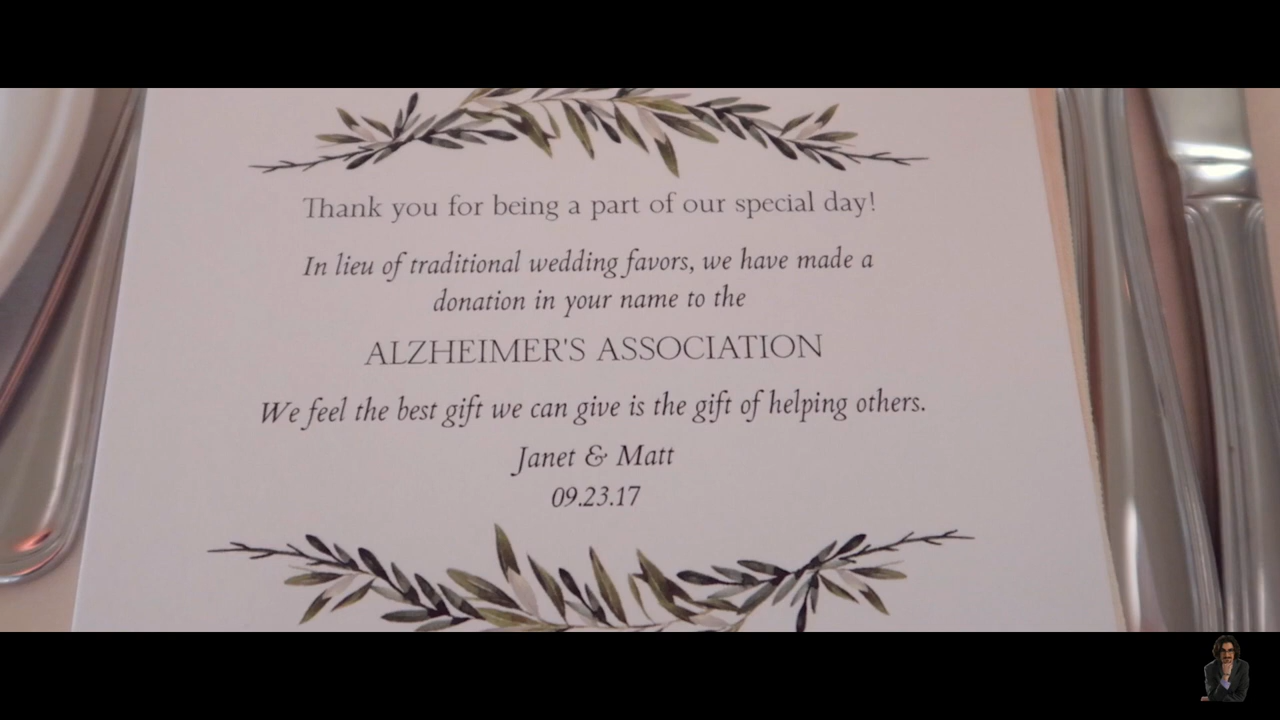 Thank you for being a part of our special day!
In lieu of traditional wedding favors, we have made a
donation in your name to the
ALZHEIMER'S ASSOCIATION
We feel the best gift we can give is the gift of helping others.
Janet & Matt
09.23.17